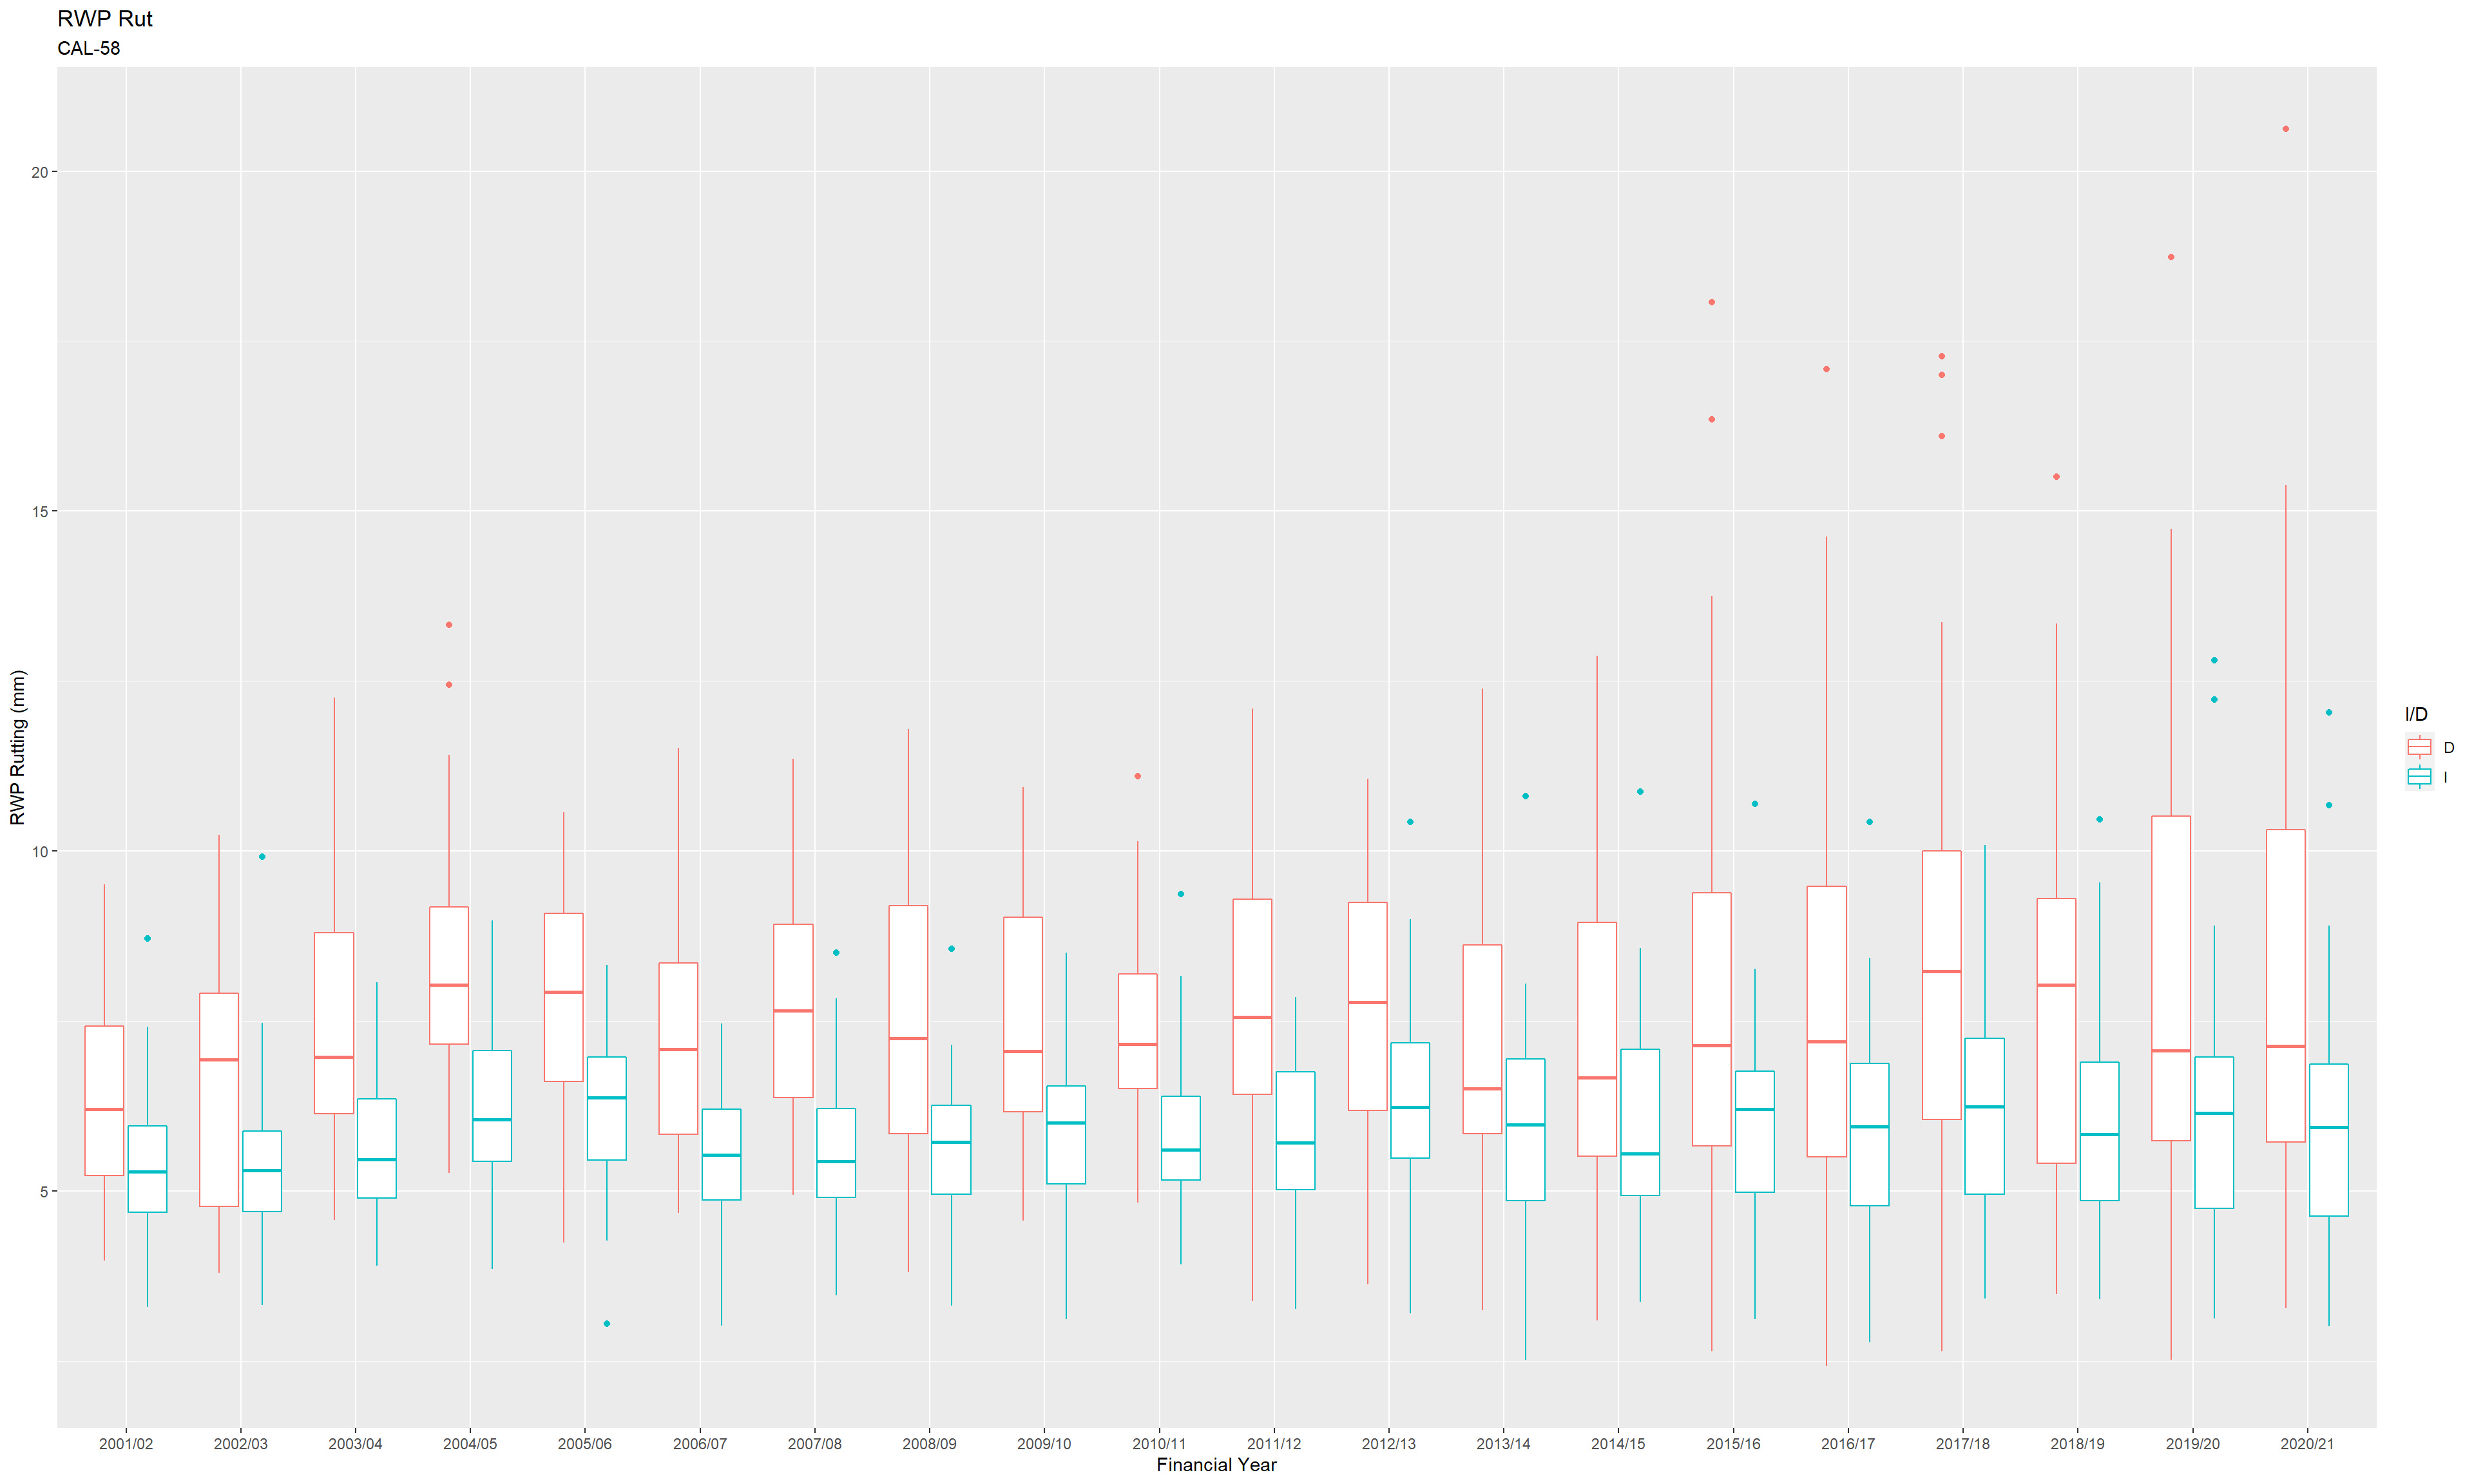 RWP Rut
CAL-58
RWP Rutting (mm)
20
15
10
5
2001/02 2002/03 2003/04 2004/05 2005/06 2006/07 2007/08 2008/09 2009/10 2010/11 2011/12 2012/13 2013/14 2014/15 2015/16 2016/17 2017/18 2018/19 2019/20 2020/21
Financial Year
I/D
D
I